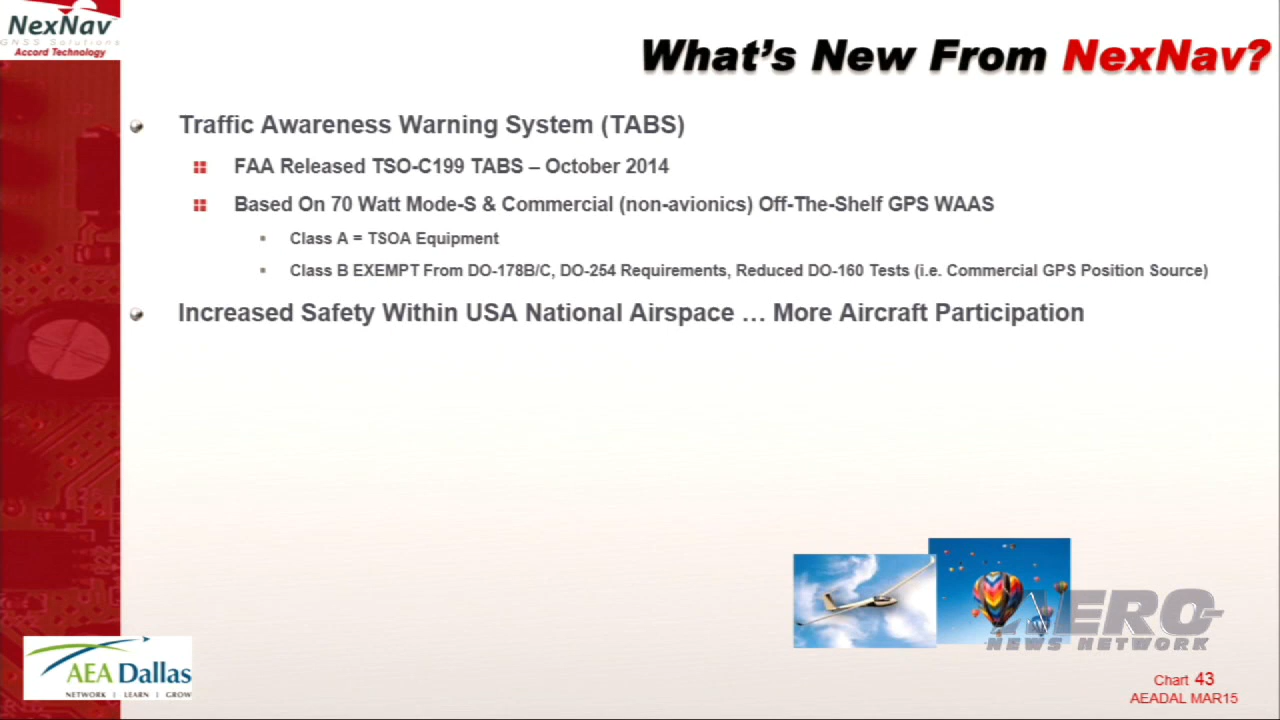 NexNav
GNSS Solutions
Accord Technology
What's New From NexNav?
Traffic Awareness Warning System (TABS)
FAA Released TSO-C199 TABS – October 2014
Based On 70 Watt Mode-S & Commercial (non-avionics) Off-The-Shelf GPS WAAS
Class A = TSOA Equipment
Class B EXEMPT From DO-178B/C, DO-254 Requirements, Reduced DO-160 Tests (i.e. Commercial GPS Position Source)
Increased Safety Within USA National Airspace … More Aircraft Participation
AERO
NEWS NETWORK
AEA Dallas
NETWORK | LEARN | GROW
Chart 43
AEADAL MAR15